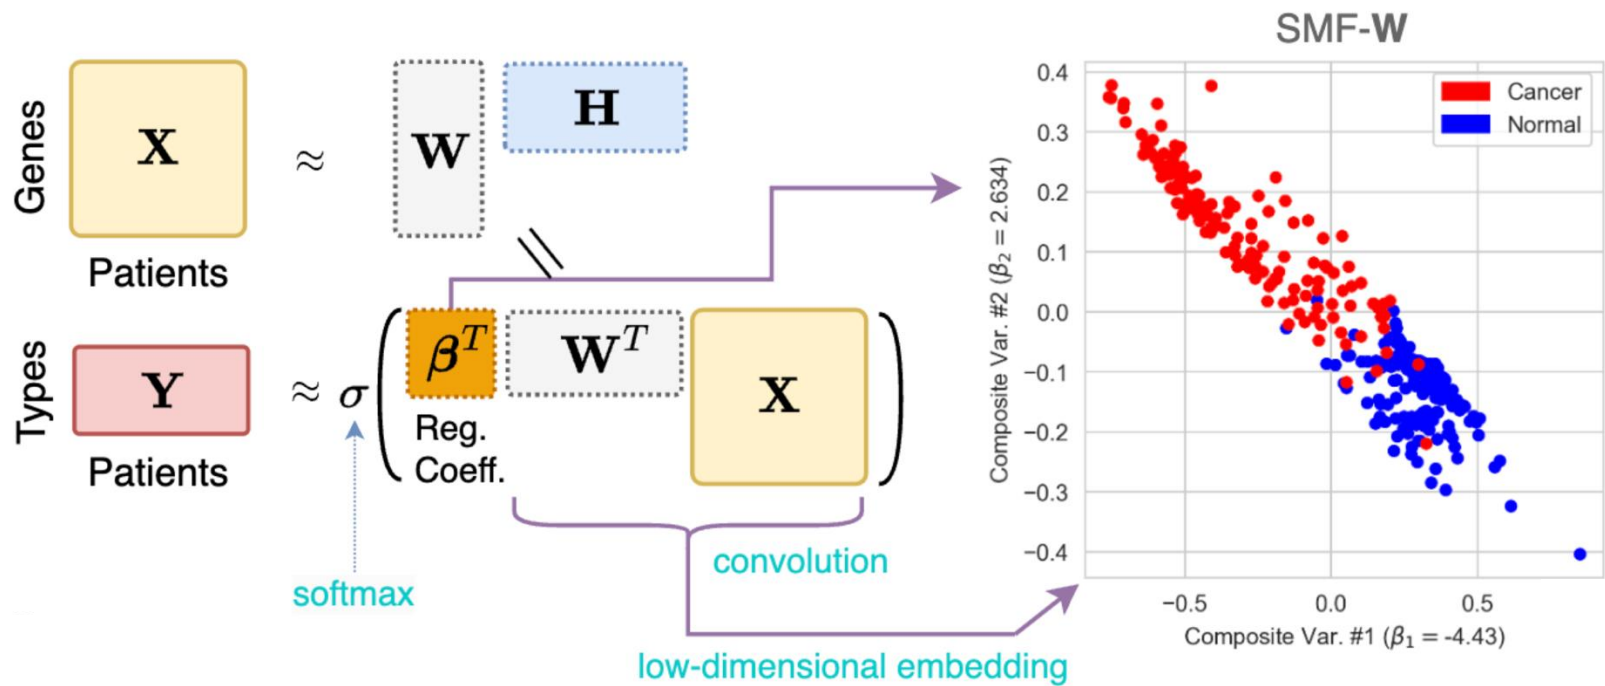 Genes
X
Patients
≈
W
H
Types
Y
Patients
≈ σ ( β^T W^T X )
Reg.
Coeff.
softmax
convolution
low-dimensional embedding
SMF-W
Cancer
Normal
Composite Var. #2 (β₂ = 2.634)
0.4
0.3
0.2
0.1
0.0
−0.1
−0.2
−0.3
−0.4
−0.5 0.0 0.5
Composite Var. #1 (β₁ = -4.43)